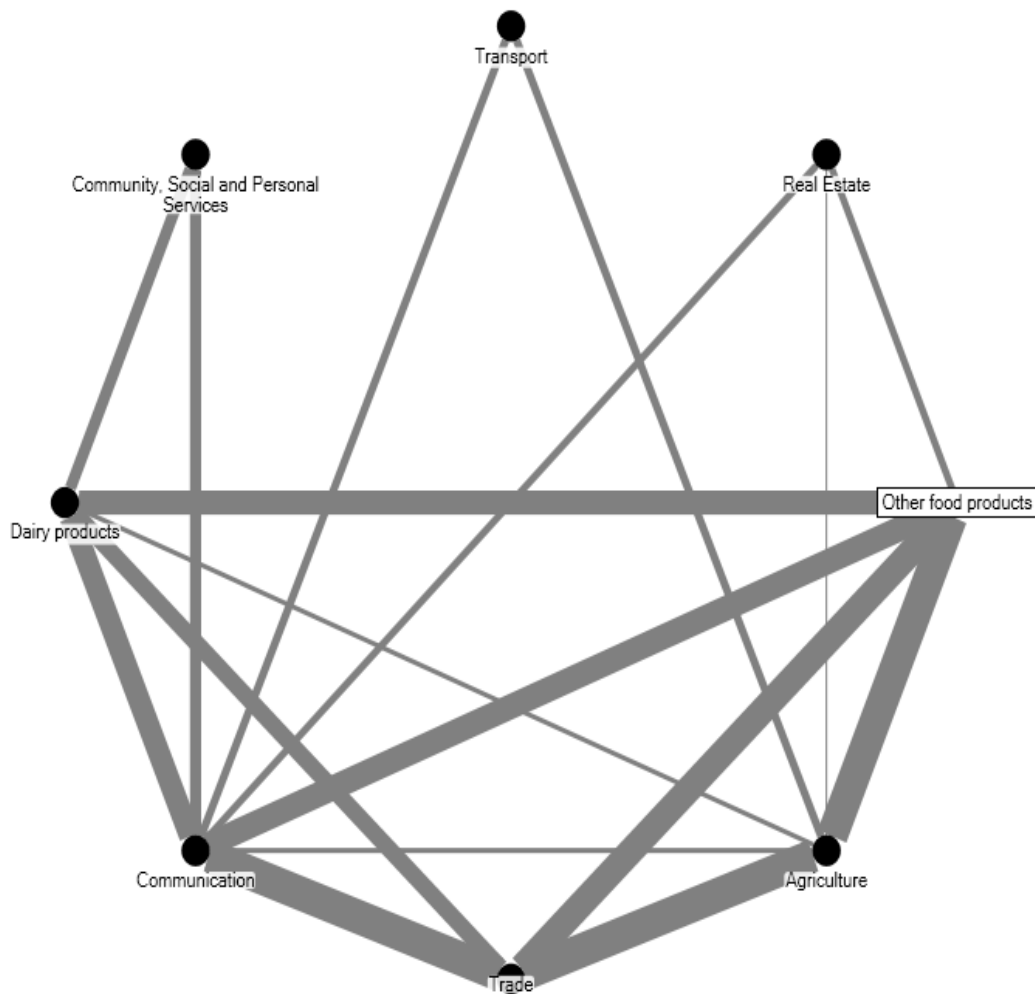 Transport
Community, Social and Personal
Services
Real Estate
Other food products
Dairy products
Communication
Agriculture
Trade